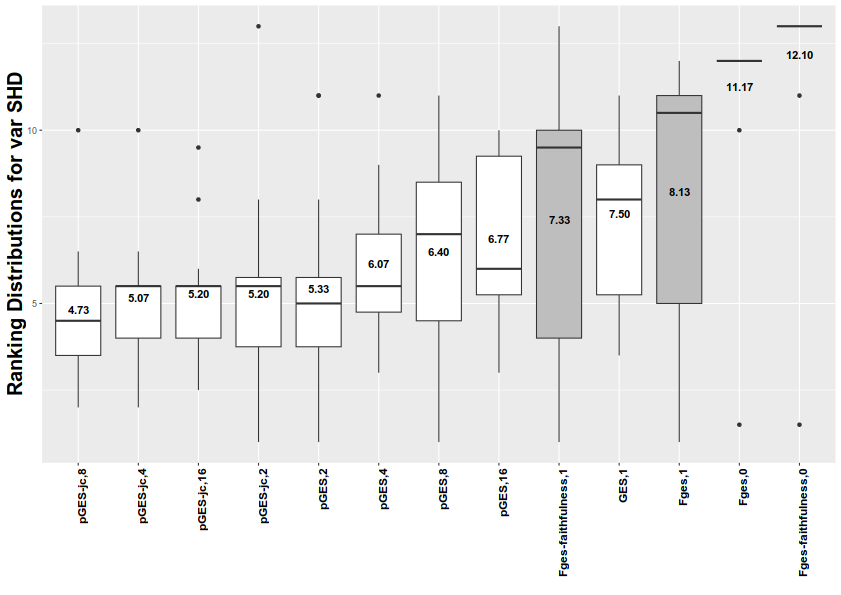 Ranking Distributions for var SHD
10
5
4.73
5.07
5.20
5.20
5.33
6.07
6.40
6.77
7.33
7.50
8.13
11.17
12.10
pGES-jc,8
pGES-jc,4
pGES-jc,16
pGES-jc,2
pGES,2
pGES,4
pGES,8
pGES,16
Fges-faithfulness,1
GES,1
Fges,1
Fges,0
Fges-faithfulness,0